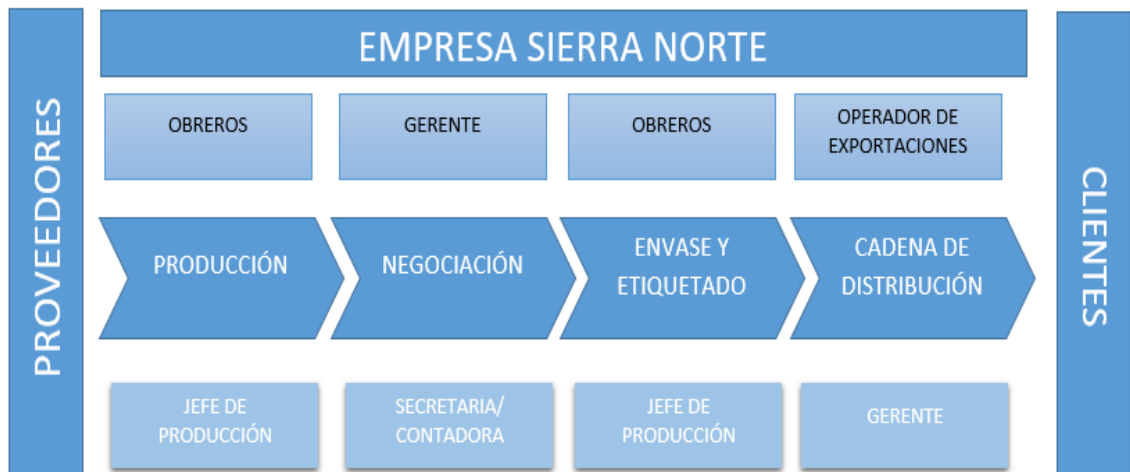 PROVEEDORES
EMPRESA SIERRA NORTE
OBREROS
GERENTE
OBREROS
OPERADOR DE
EXPORTACIONES
PRODUCCIÓN
NEGOCIACIÓN
ENVASE Y
ETIQUETADO
CADENA DE
DISTRIBUCIÓN
JEFE DE
PRODUCCIÓN
SECRETARIA/
CONTADORA
JEFE DE
PRODUCCIÓN
GERENTE
CLIENTES